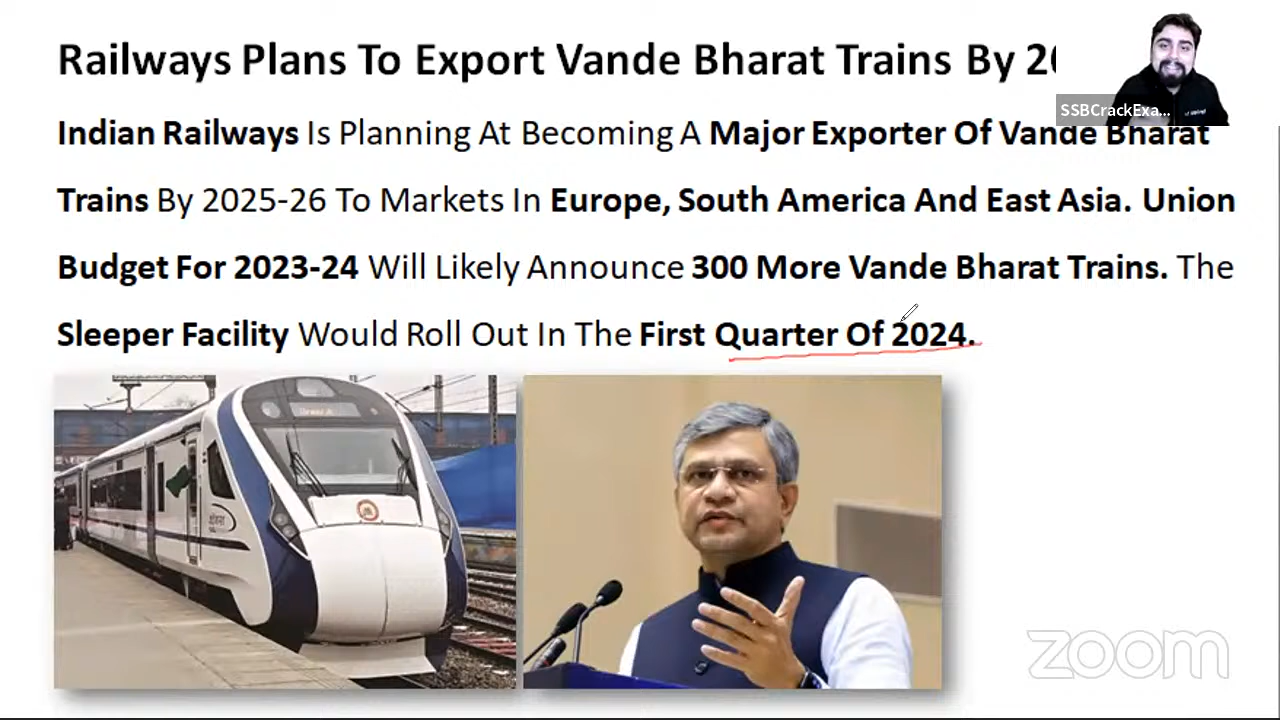 Railways Plans To Export Vande Bharat Trains By
SSBCrackExa...
Indian Railways Is Planning At Becoming A Major Exporter Of Vande Bharat
Trains By 2025-26 To Markets In Europe, South America And East Asia. Union
Budget For 2023-24 Will Likely Announce 300 More Vande Bharat Trains. The
Sleeper Facility Would Roll Out In The First Quarter Of 2024.
zoom